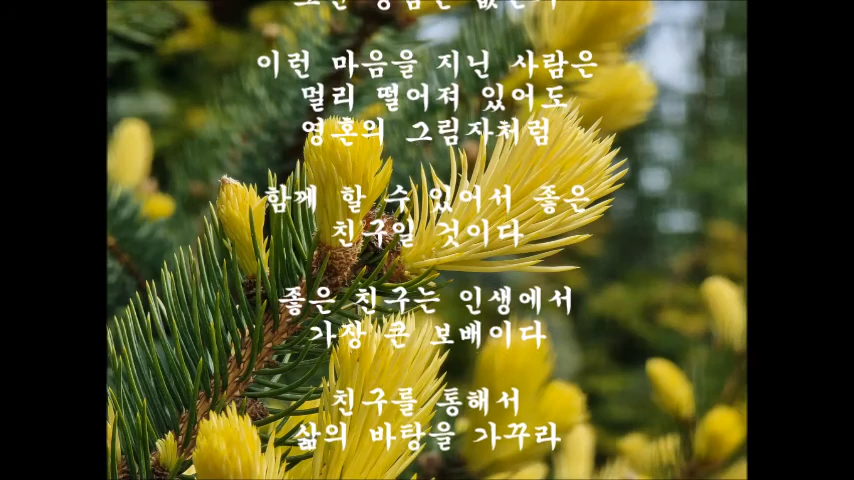 이런 마음을 지닌 사람은
멀리 떨어져 있어도
영혼의 그림자처럼
함께 할 수 있어서 좋은
친구일 것이다
좋은 친구는 인생에서
가장 큰 보배이다
친구를 통해서
삶의 바탕을 가꾸라